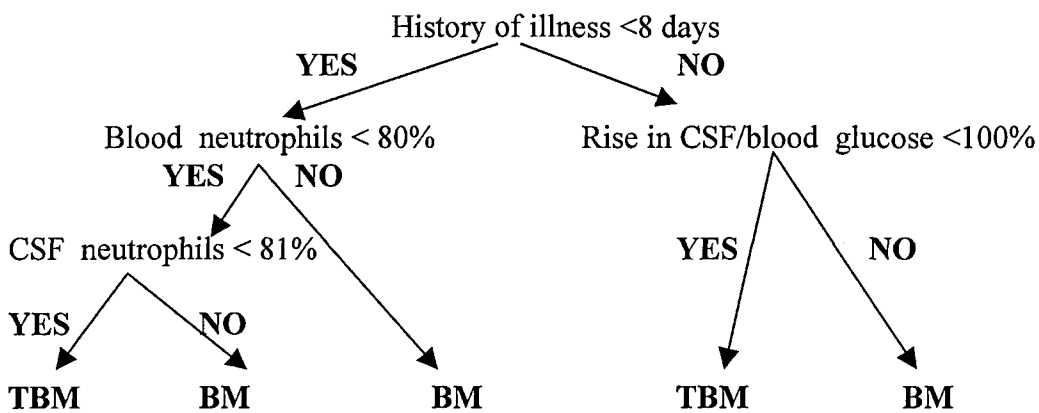 History of illness <8 days
YES NO
Blood neutrophils < 80% Rise in CSF/blood glucose <100%
YES NO
CSF neutrophils < 81% YES NO
YES NO
TBM BM BM TBM BM